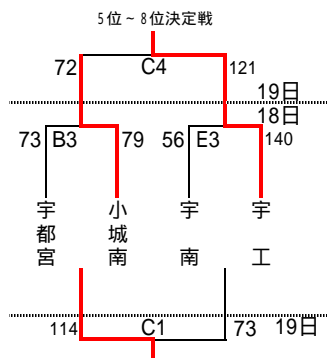 5位~8位決定戦
72 C4 121
19日
18日
73 B3 79 56 E3 140
宇都宮 小城南 宇南 宇工
114 C1 73 19日